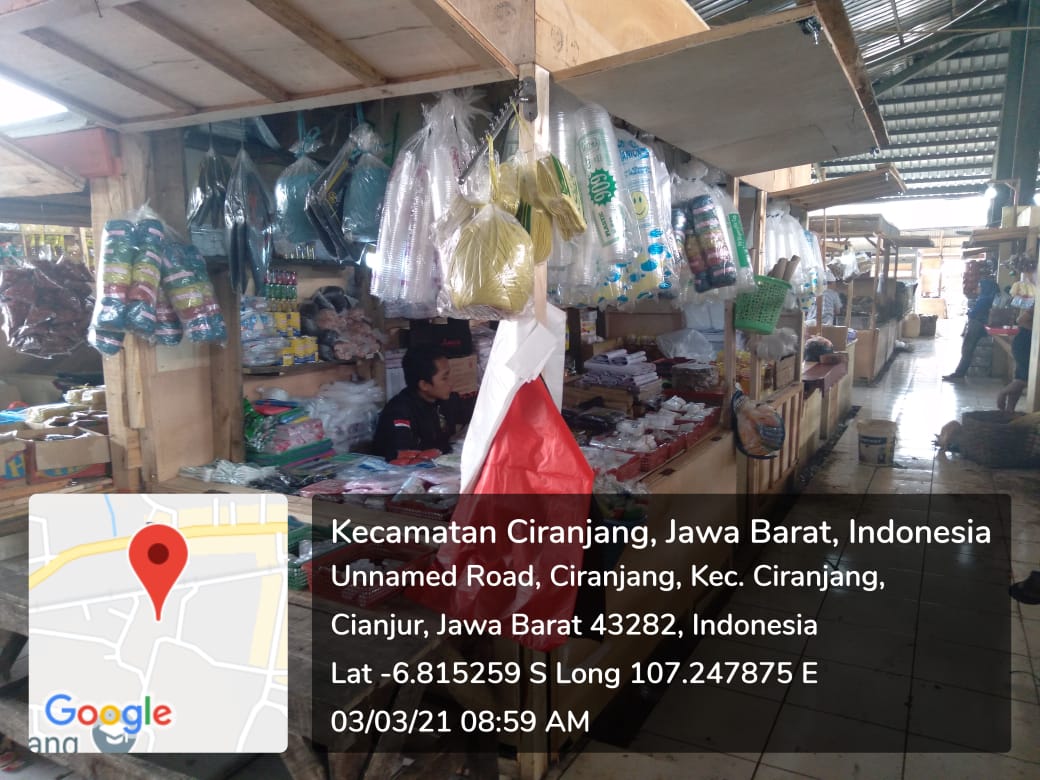 Kecamatan Ciranjang, Jawa Barat, Indonesia
Unnamed Road, Ciranjang, Kec. Ciranjang,
Cianjur, Jawa Barat 43282, Indonesia
Lat -6.815259 S Long 107.247875 E
03/03/21 08:59 AM
Google
ang